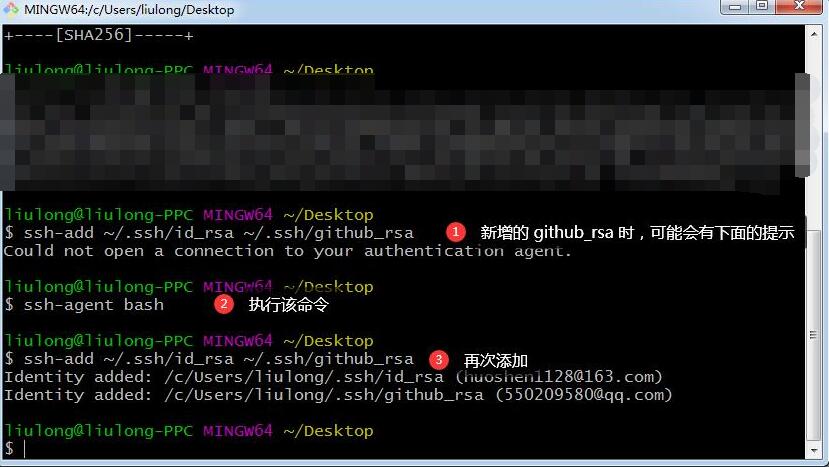 MINGW64:/c/Users/liulong/Desktop
+----[SHA256]-----+
liulong@liulong-PPC MINGW64 ~/Desktop
liulong@liulong-PPC MINGW64 ~/Desktop
$ ssh-add ~/.ssh/id_rsa ~/.ssh/github_rsa 1 新增的 github_rsa 时，可能会有下面的提示
Could not open a connection to your authentication agent.
liulong@liulong-PPC MINGW64 ~/Desktop
$ ssh-agent bash 2 执行该命令
liulong@liulong-PPC MINGW64 ~/Desktop
$ ssh-add ~/.ssh/id_rsa ~/.ssh/github_rsa 3 再次添加
Identity added: /c/Users/liulong/.ssh/id_rsa (huoshen1128@163.com)
Identity added: /c/Users/liulong/.ssh/github_rsa (550209580@qq.com)
liulong@liulong-PPC MINGW64 ~/Desktop
$